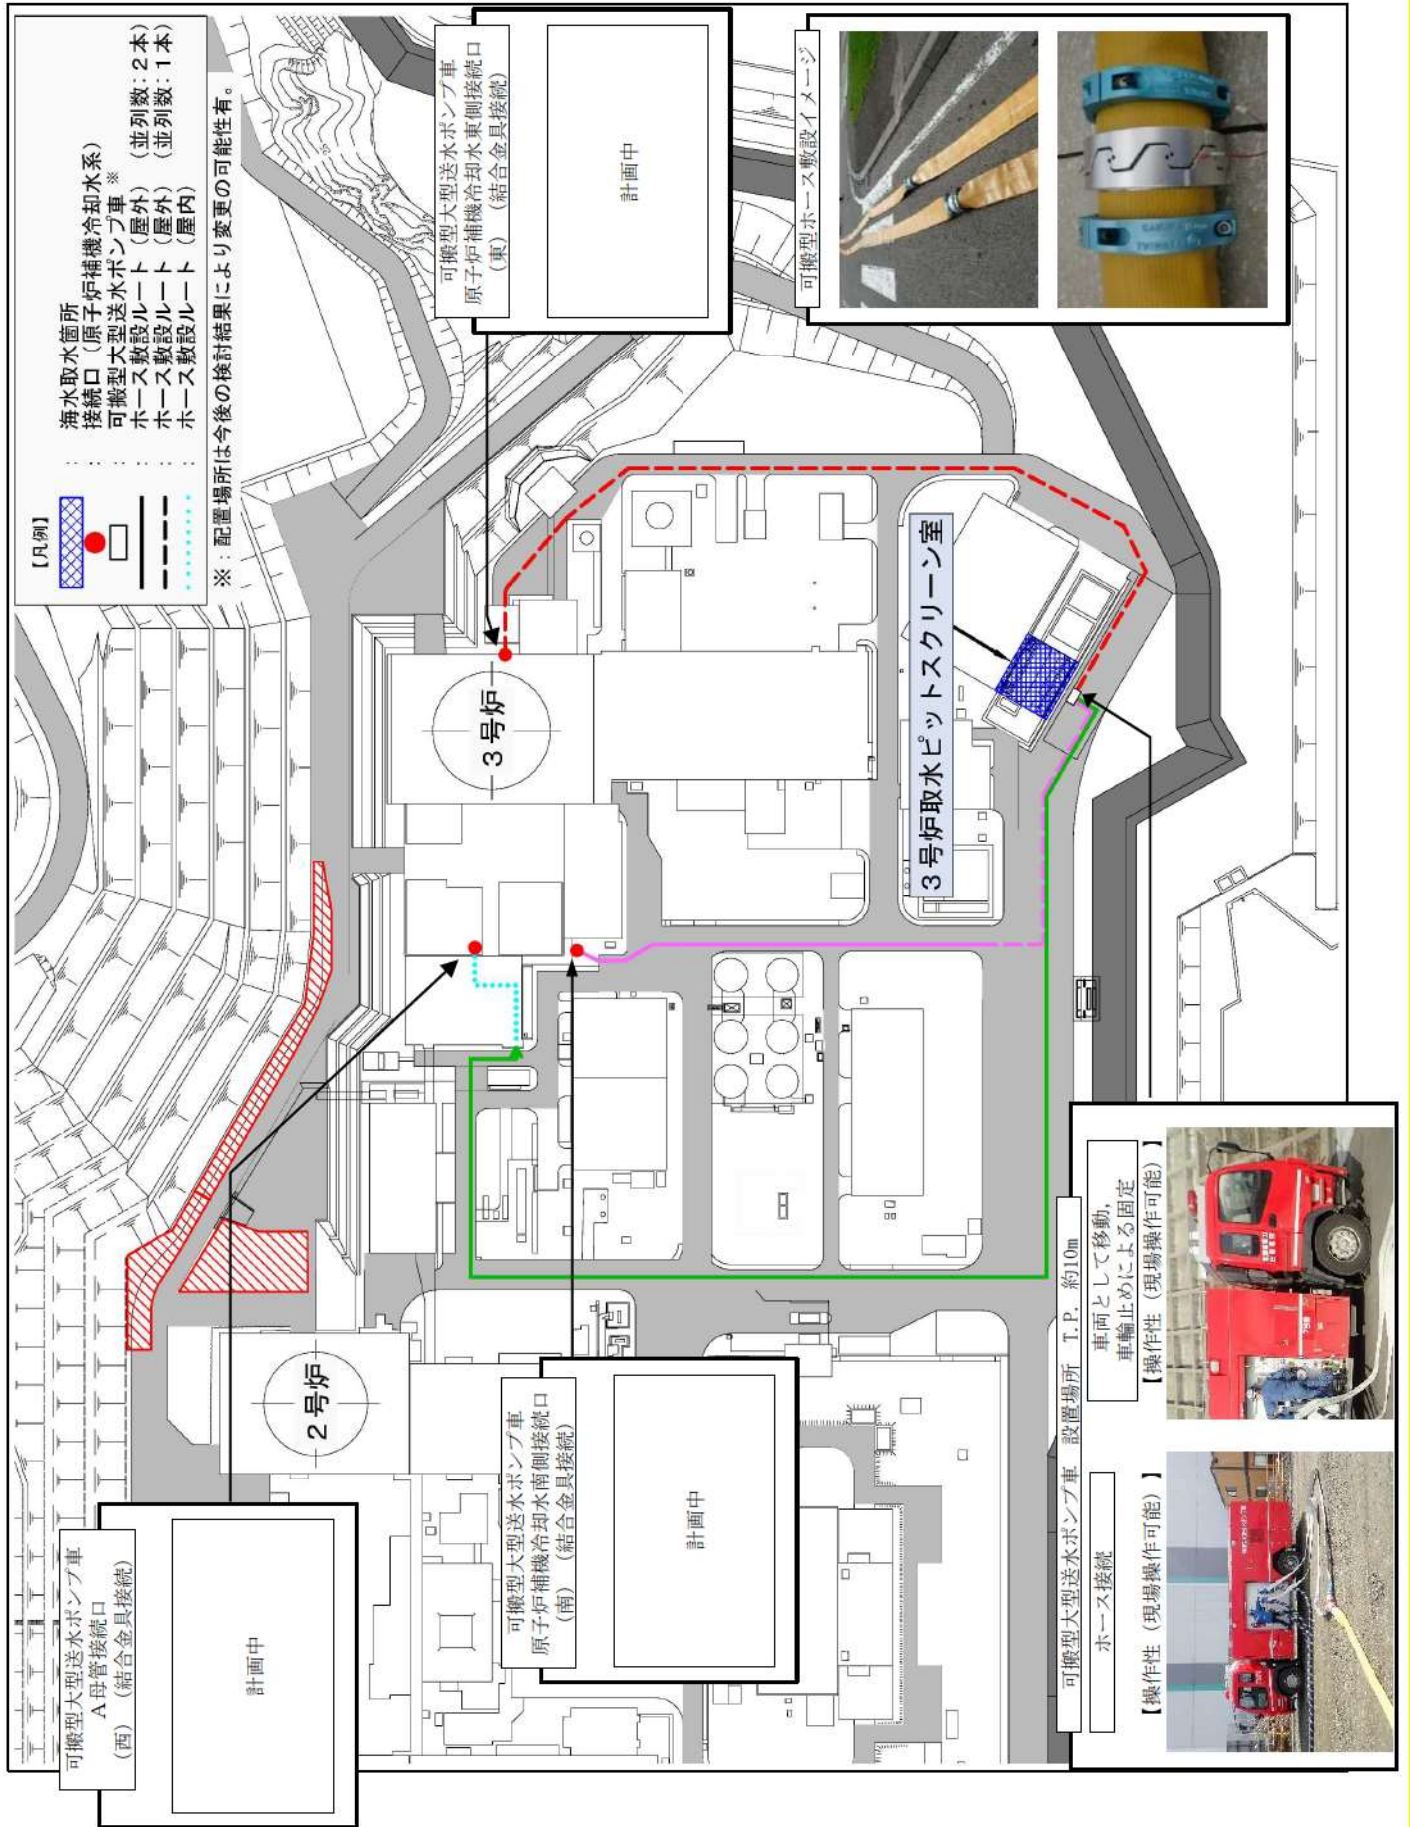 【凡例】
： 海水取水箇所
： 接続口（原子炉補機冷却水系）
： 可搬型大型送水ポンプ車※
： ホース敷設ルート（屋外）（並列数：２本）
： ホース敷設ルート（屋外）（並列数：１本）
： ホース敷設ルート（屋内）
※：配置場所は今後の検討結果により変更の可能性有。
可搬型大型送水ポンプ車
原子炉補機冷却水東側接続口
（東）（結合金具接続）
計画中
可搬型ホース敷設イメージ
３号炉
２号炉
３号炉取水ピットスクリーン室
可搬型大型送水ポンプ車
Ａ母管接続口
（西）（結合金具接続）
計画中
可搬型大型送水ポンプ車
原子炉補機冷却水南側接続口
（南）（結合金具接続）
計画中
可搬型大型送水ポンプ車 設置場所 T.P. 約10m
ホース接続
【操作性（現場操作可能）】
車両として移動，
車輪止めによる固定
【操作性（現場操作可能）】